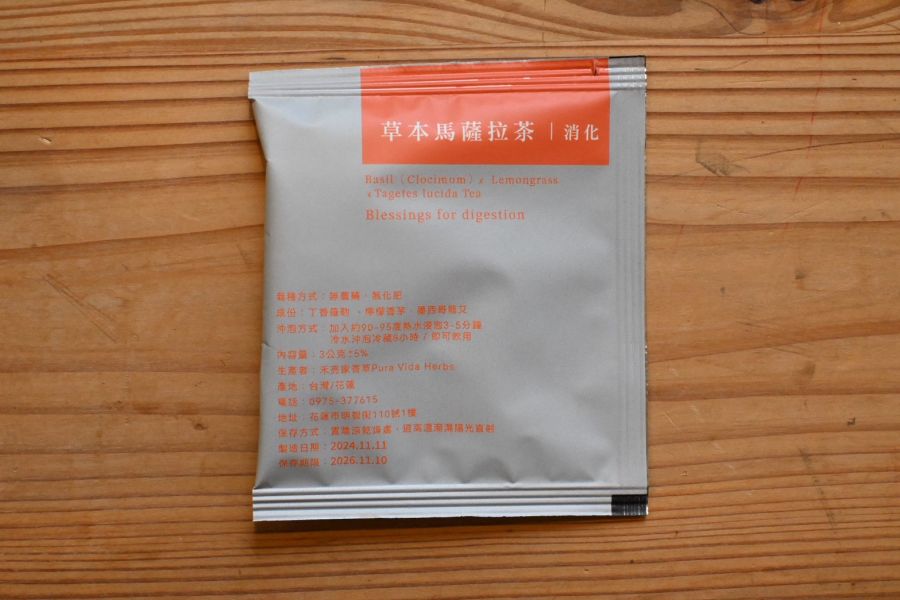 草本馬薩拉茶｜消化
Basil (Clocimom) x Lemongrass
x Tagetes lucida Tea
Blessings for digestion
栽種方式：無農藥、無化肥
成份：丁香羅勒、檸檬香茅、墨西哥龍艾
沖泡方式：加入約90-95度熱水浸泡3-5分鐘
冷水沖泡冷藏8小時／即可飲用
內容量：3公克±5%
生產者：禾亮家香草Pura Vida Herbs
產地：台灣/花蓮
電話：0975-377615
地址：花蓮市明智街110號1樓
保存方式：置陰涼乾燥處、避高溫潮濕陽光直射
製造日期：2024.11.11
保存期限：2026.11.10